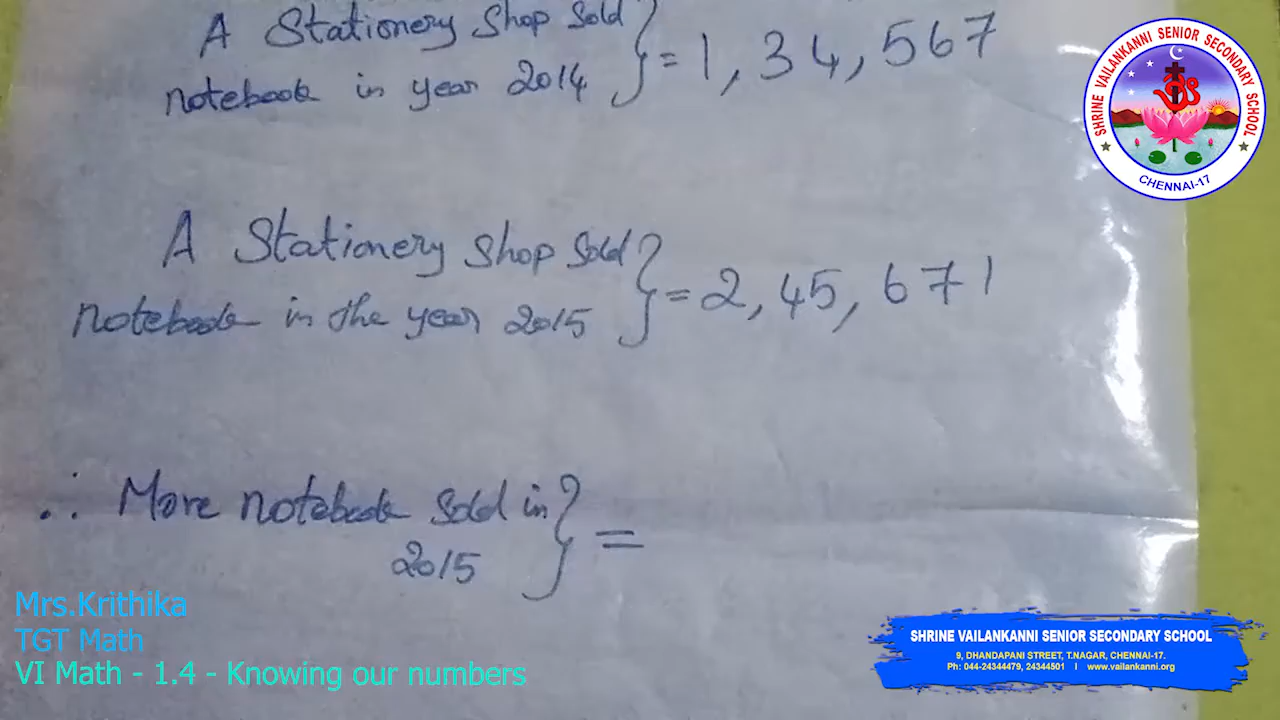 A Stationery Shop Sold
notebook in year 2014 } = 1, 34, 567
A Stationery Shop Sold
notebook in the year 2015 } = 2, 45, 671
∴ More notebook Sold in
2015 } =
SHRINE VAILANKANNI SENIOR SECONDARY SCHOOL
CHENNAI-17
Mrs.Krithika
TGT Math
VI Math - 1.4 - Knowing our numbers
SHRINE VAILANKANNI SENIOR SECONDARY SCHOOL
9, DHANDAPANI STREET, T.NAGAR, CHENNAI-17.
Ph: 044-24344479, 24344501 I www.vailankanni.org